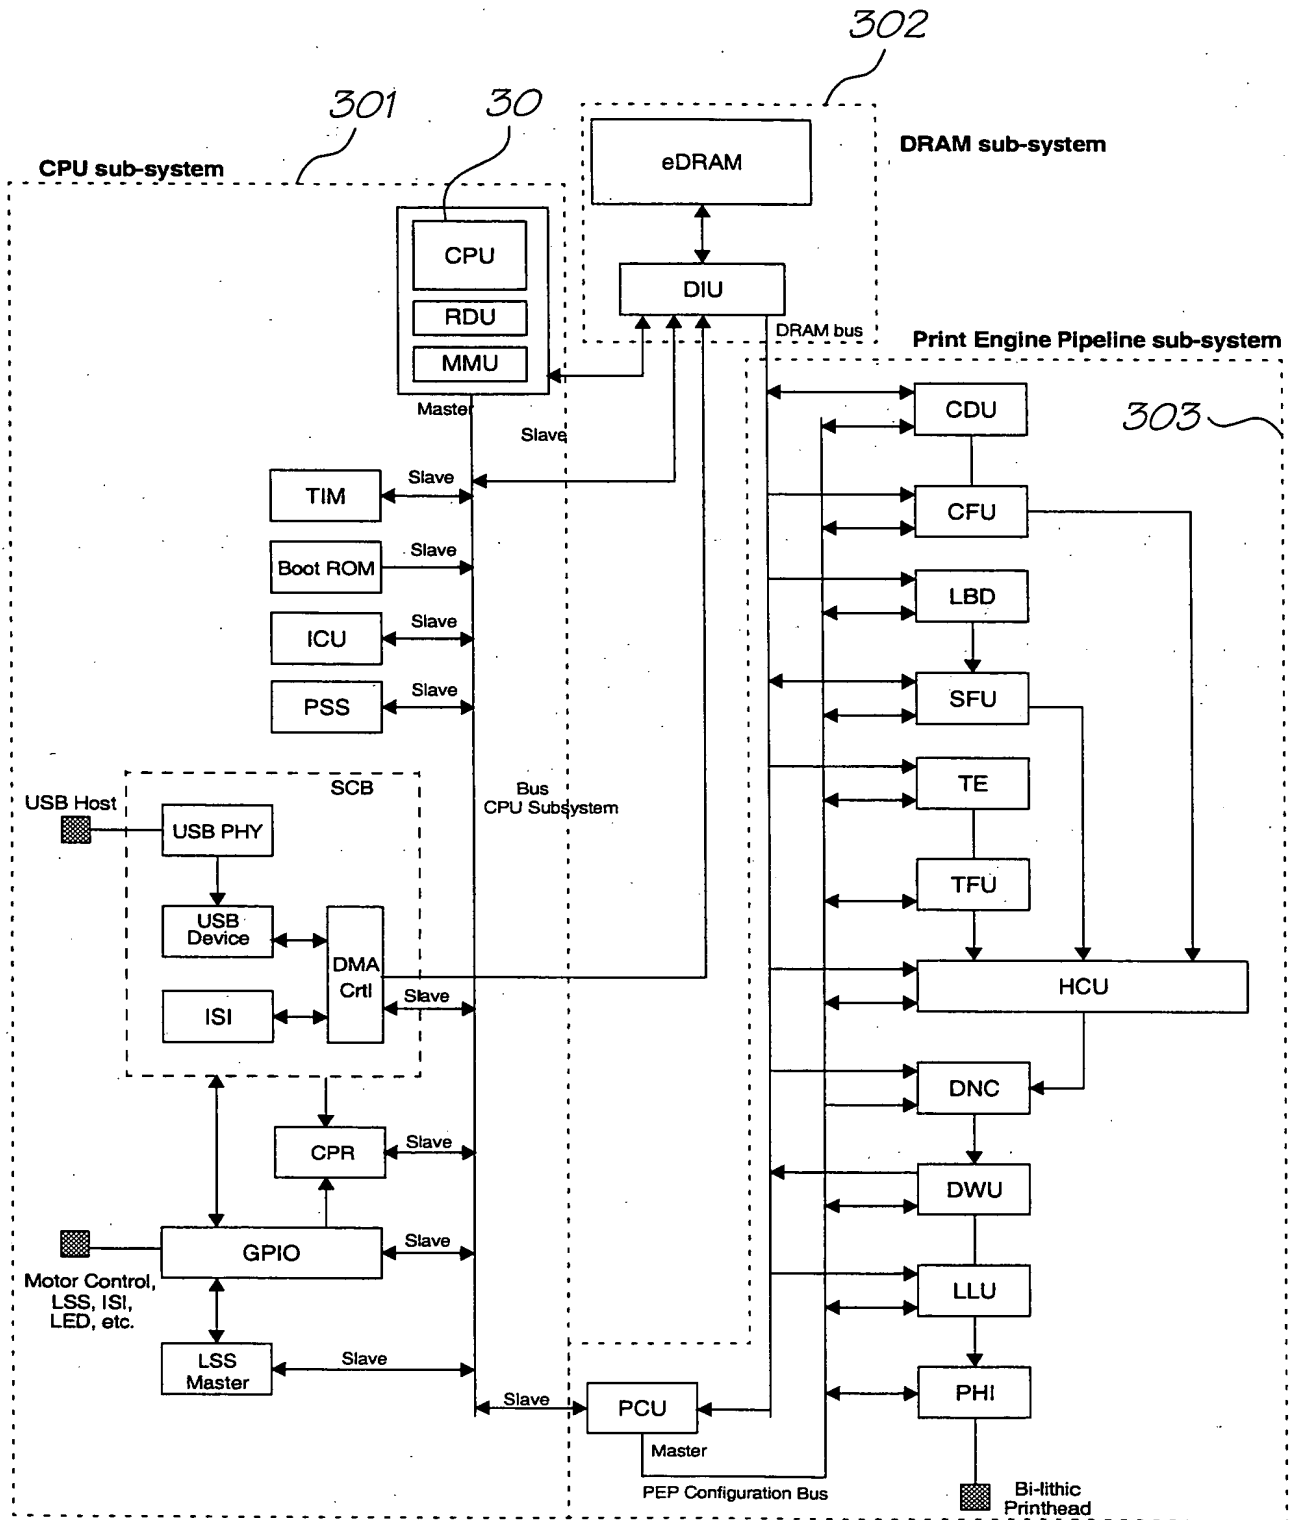 302
301
30
CPU sub-system
DRAM sub-system
eDRAM
CPU
DIU
RDU
DRAM bus
Print Engine Pipeline sub-system
MMU
Master
CDU
303
Slave
Slave
TIM
CFU
Slave
Boot ROM
LBD
Slave
ICU
Slave
PSS
SFU
SCB
Bus
CPU Subsystem
TE
USB Host
USB PHY
TFU
USB
Device
DMA
Crtl
Slave
ISI
HCU
DNC
CPR
Slave
DWU
GPIO
Slave
Motor Control,
LSS, ISI,
LED, etc.
LLU
LSS
Master
Slave
Slave
PCU
PHI
Master
PEP Configuration Bus
Bi-lithic
Printhead